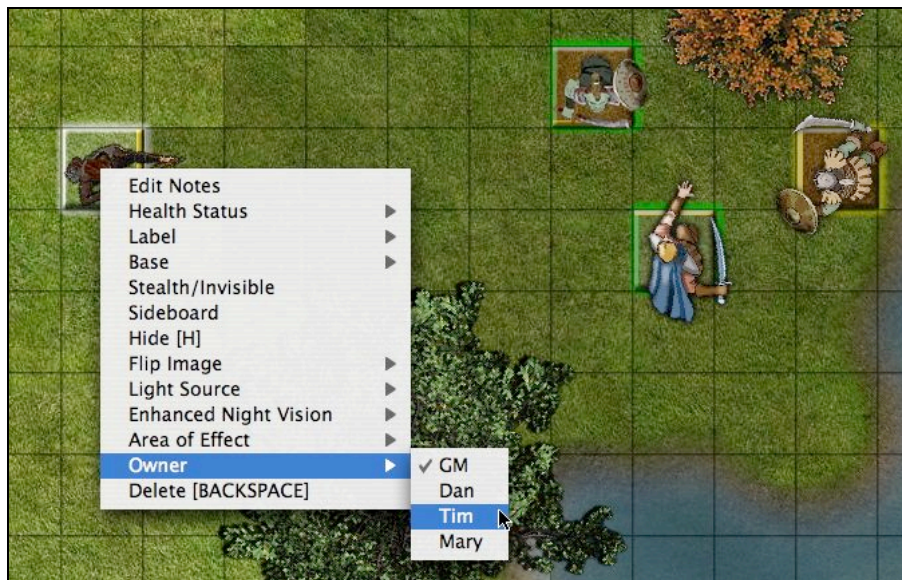 Edit Notes
Health Status
Label
Base
Stealth/Invisible
Sideboard
Hide [H]
Flip Image
Light Source
Enhanced Night Vision
Area of Effect
Owner
Delete [BACKSPACE]
GM
Dan
Tim
Mary